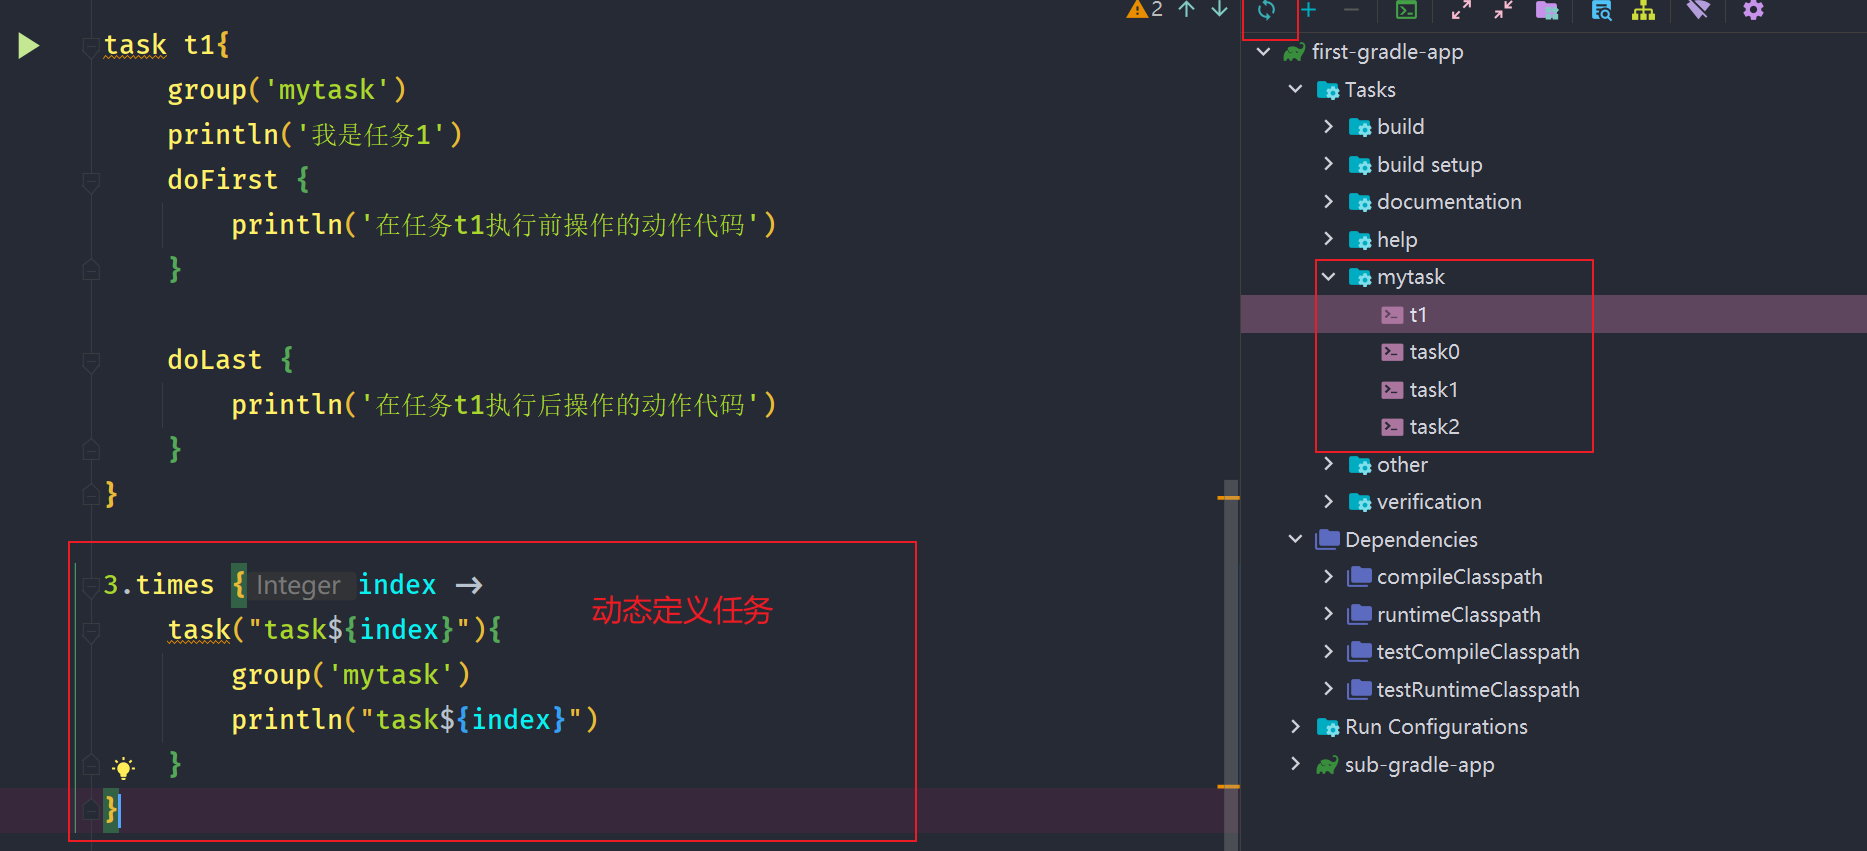 2
task t1{
group('mytask')
println('我是任务1')
doFirst {
println('在任务t1执行前操作的动作代码')
}
doLast {
println('在任务t1执行后操作的动作代码')
}
}
3.times { Integer index →
动态定义任务
task("task${index}"){
group('mytask')
println("task${index}")
}
}
first-gradle-app
Tasks
build
build setup
documentation
help
mytask
t1
task0
task1
task2
other
verification
Dependencies
compileClasspath
runtimeClasspath
testCompileClasspath
testRuntimeClasspath
Run Configurations
sub-gradle-app